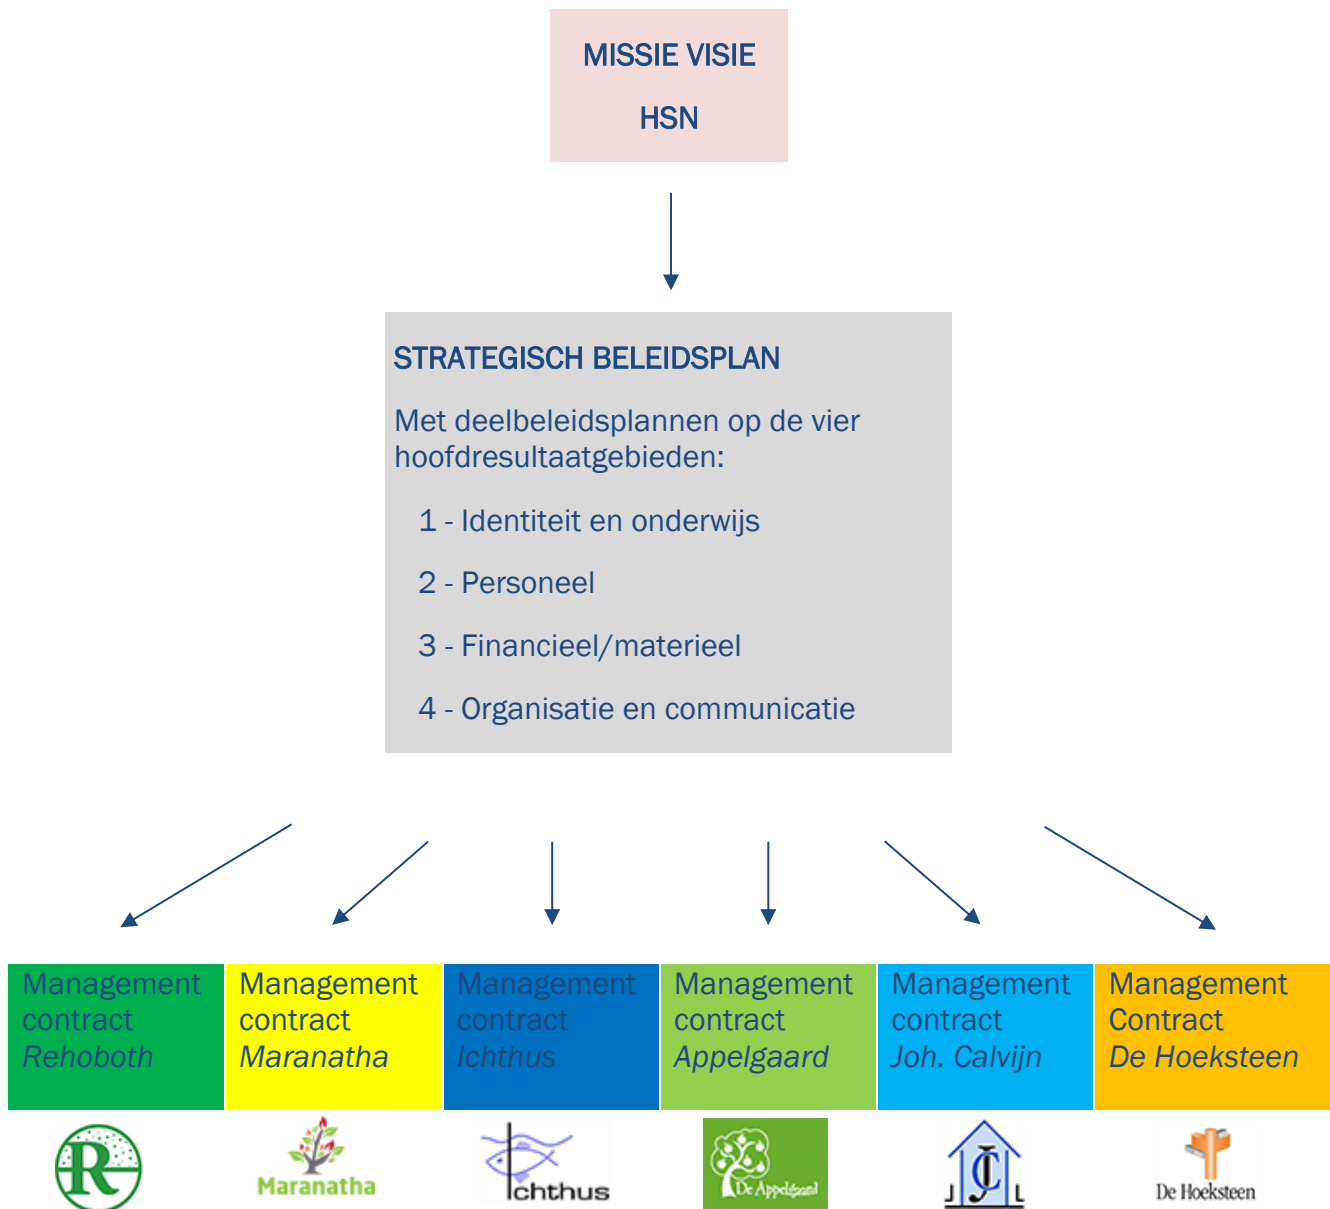 MISSIE VISIE
HSN
STRATEGISCH BELEIDSPLAN
Met deelbeleidsplannen op de vier
hoofdresultaatgebieden:
1 - Identiteit en onderwijs
2 - Personeel
3 - Financieel/materieel
4 - Organisatie en communicatie
Management
contract
Rehoboth
Management
contract
Maranatha
Management
contract
Ichthus
Management
contract
Appelgaard
Management
contract
Joh. Calvijn
Management
Contract
De Hoeksteen
R
Maranatha
Ichthus
De Appelgaard
J C L
De Hoeksteen